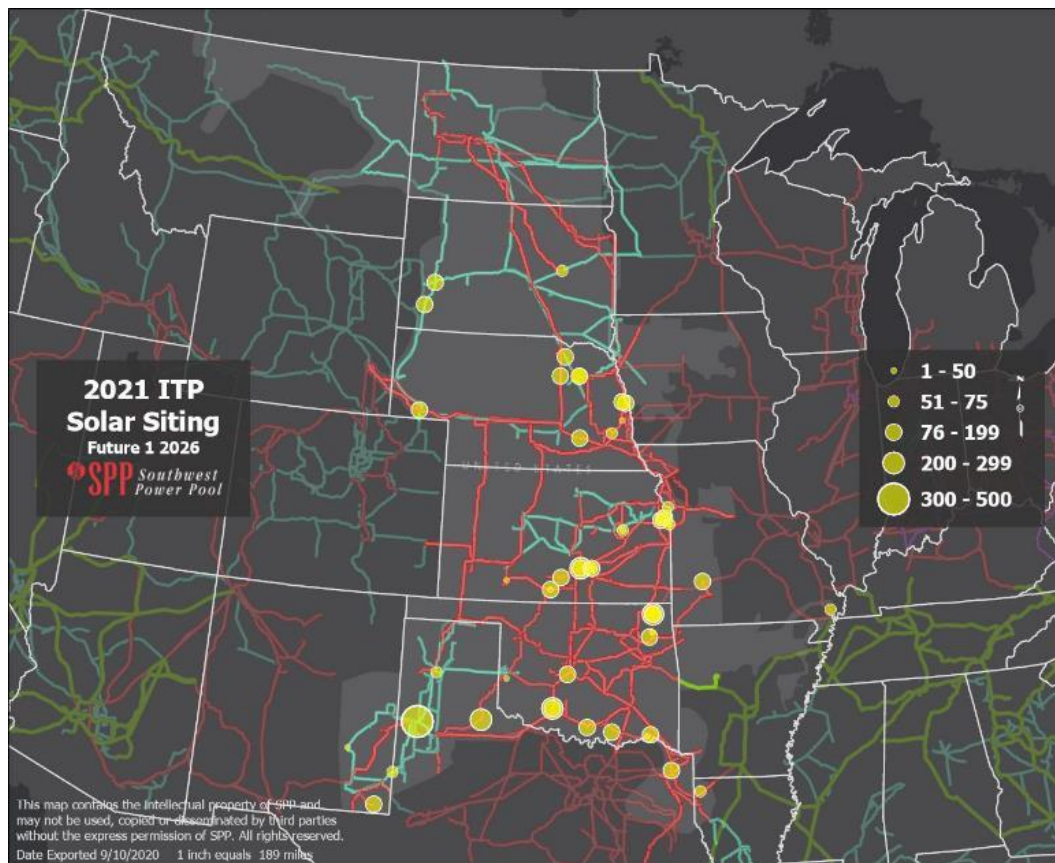 2021 ITP
Solar Siting
Future 1 2026
SPP Southwest
Power Pool
UNITED STATES
1 - 50
51 - 75
76 - 199
200 - 299
300 - 500
N
This map contains the intellectual property of SPP and
may not be used, copied or disseminated by third parties
without the express permission of SPP. All rights reserved.
Date Exported 9/10/2020 1 inch equals 189 miles